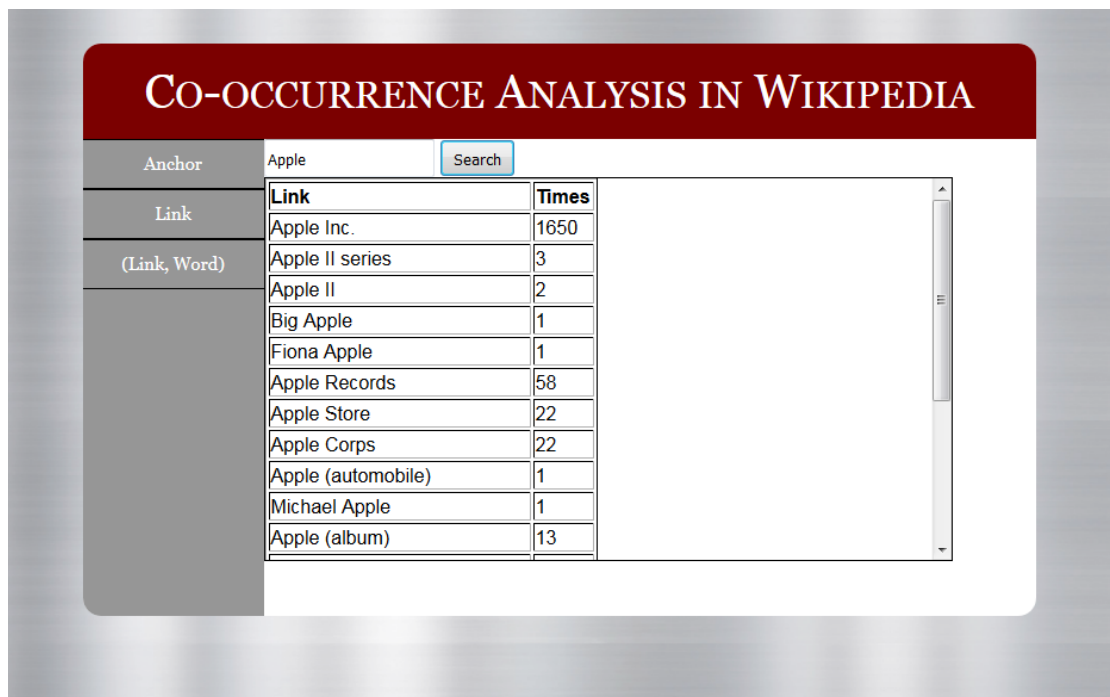 Co-occurrence Analysis in Wikipedia
Anchor
Link
(Link, Word)
Apple Search
Link Times
Apple Inc. 1650
Apple II series 3
Apple II 2
Big Apple 1
Fiona Apple 1
Apple Records 58
Apple Store 22
Apple Corps 22
Apple (automobile) 1
Michael Apple 1
Apple (album) 13